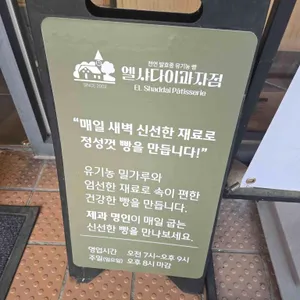 천연 발효종 유기농 빵
엘샤다이과자점
EL Shaddai Pâtisserie
"매일 새벽 신선한 재료로
정성껏 빵을 만듭니다!"
유기농 밀가루와
엄선한 재료로 속이 편한
건강한 빵을 만듭니다.
제과 명인이 매일 굽는
신선한 빵을 만나보세요.
영업시간 오전 7시~오후 9시
주일(일요일) 오후 8시 마감